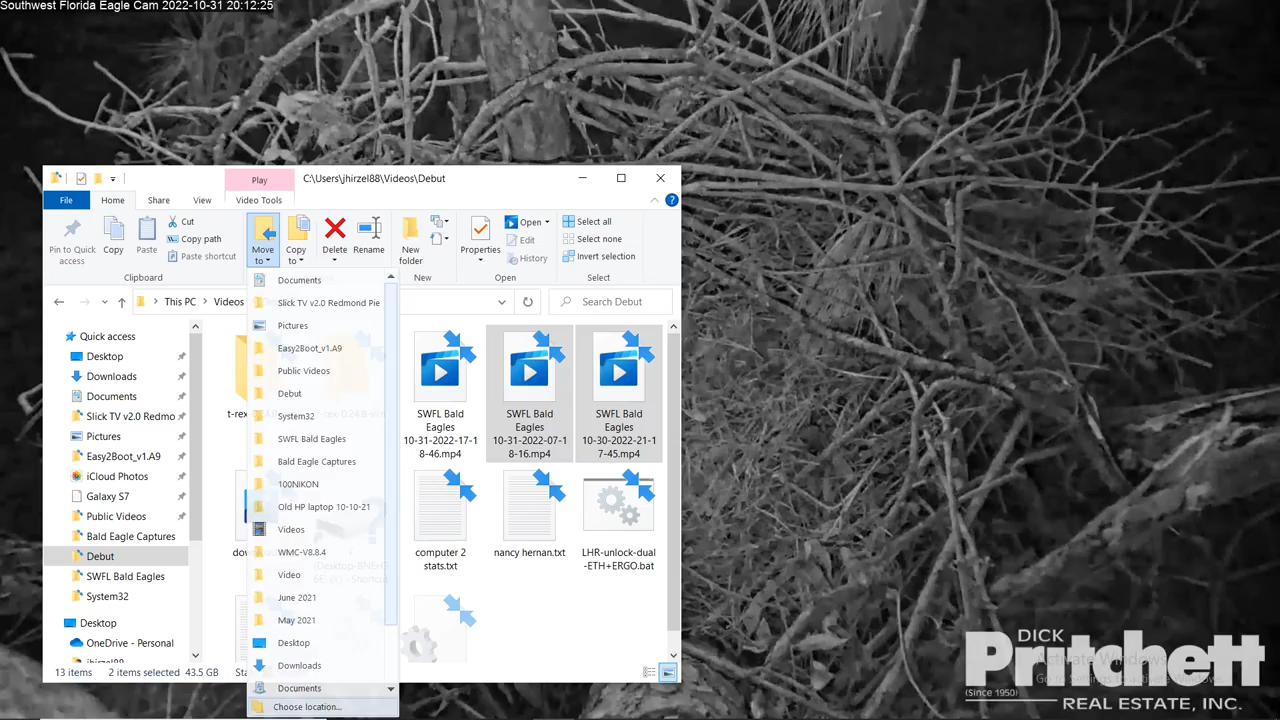 Southwest Florida Eagle Cam 2022-10-31 20:12:25
Play
C:\Users\jhirzel88\Videos\Debut
File
Home
Share
View
Video Tools
Pin to Quick
access
Copy
Paste
Cut
Copy path
Paste shortcut
Move
to
Copy
to
Delete
Rename
New
folder
Properties
Open
Edit
History
Select all
Select none
Invert selection
Clipboard
New
Open
Select
This PC
Videos
Search Debut
Quick access
Desktop
Downloads
Documents
Slick TV v2.0 Redmo
Pictures
Easy2Boot_v1.A9
iCloud Photos
Galaxy S7
Public Videos
Bald Eagle Captures
Debut
SWFL Bald Eagles
System32
Desktop
OneDrive - Personal
jhirzel88
Documents
Slick TV v2.0 Redmond Pie
Pictures
Easy2Boot_v1.A9
Public Videos
Debut
System32
SWFL Bald Eagles
Bald Eagle Captures
100NIKON
Old HP laptop 10-10-21
Videos
WMC-V8.8.4
Video
June 2021
May 2021
Desktop
Downloads
Documents
Choose location...
SWFL Bald
Eagles
10-31-2022-17-1
8-46.mp4
SWFL Bald
Eagles
10-31-2022-07-1
8-16.mp4
SWFL Bald
Eagles
10-30-2022-21-1
7-45.mp4
computer 2
stats.txt
nancy hernan.txt
LHR-unlock-dual
-ETH+ERGO.bat
13 items
2 items selected 43.5 GB
DICK
Pritchett
(Since 1950)
REAL ESTATE, INC.
Activate Windows